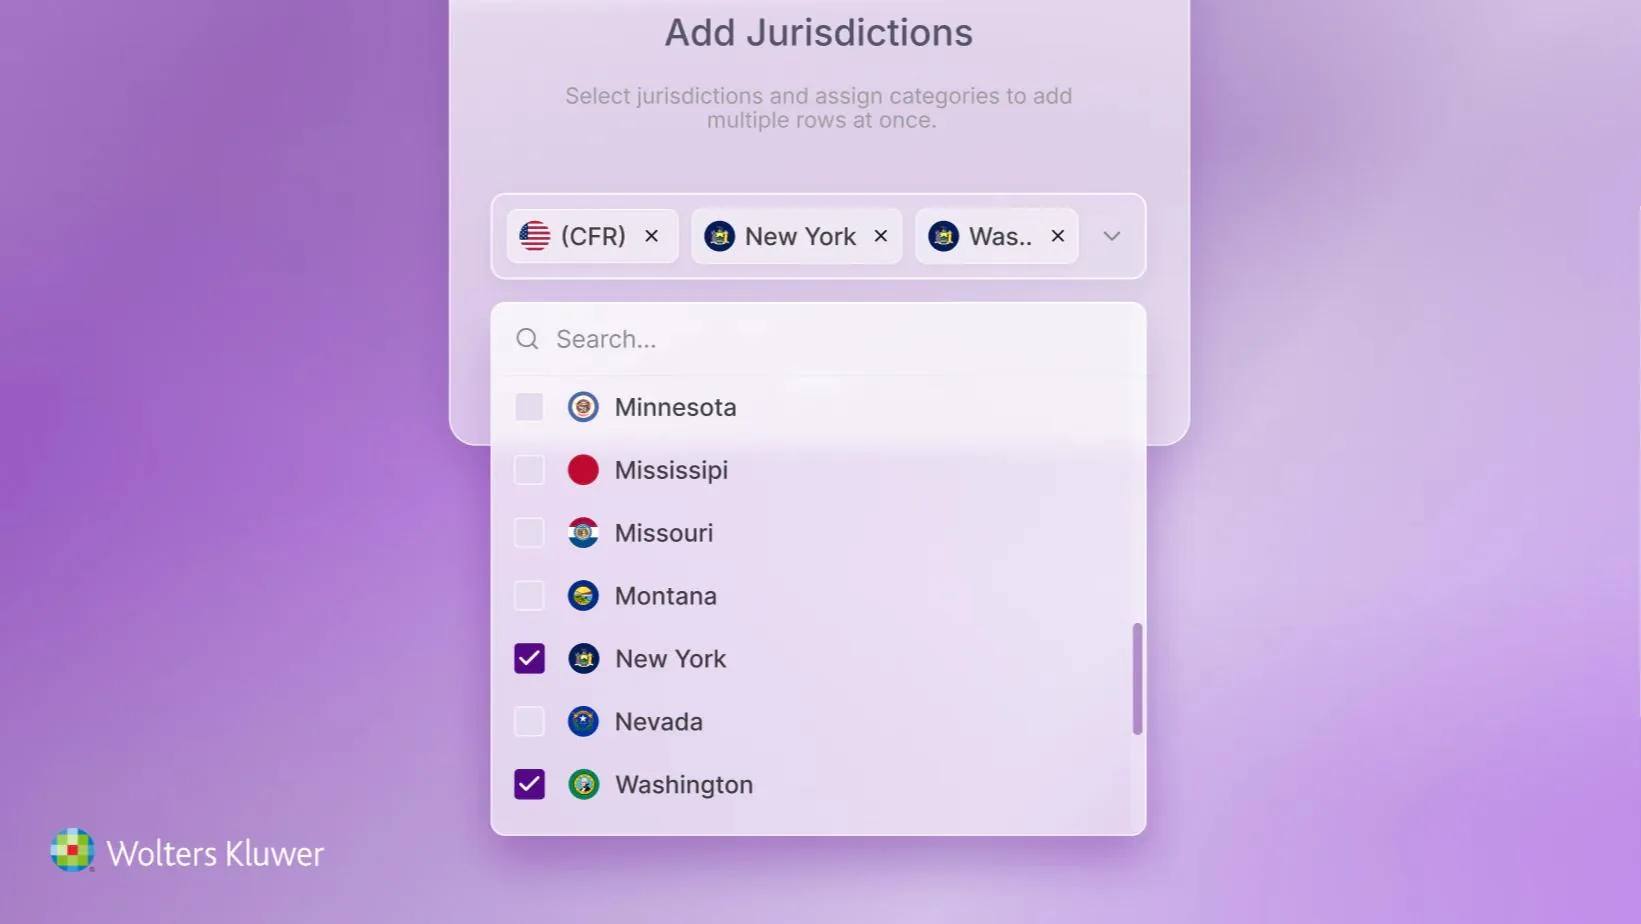 Add Jurisdictions
Select jurisdictions and assign categories to add
multiple rows at once.
(CFR) × New York × Was.. ×
Search...
Minnesota
Mississipi
Missouri
Montana
New York
Nevada
Washington
Wolters Kluwer